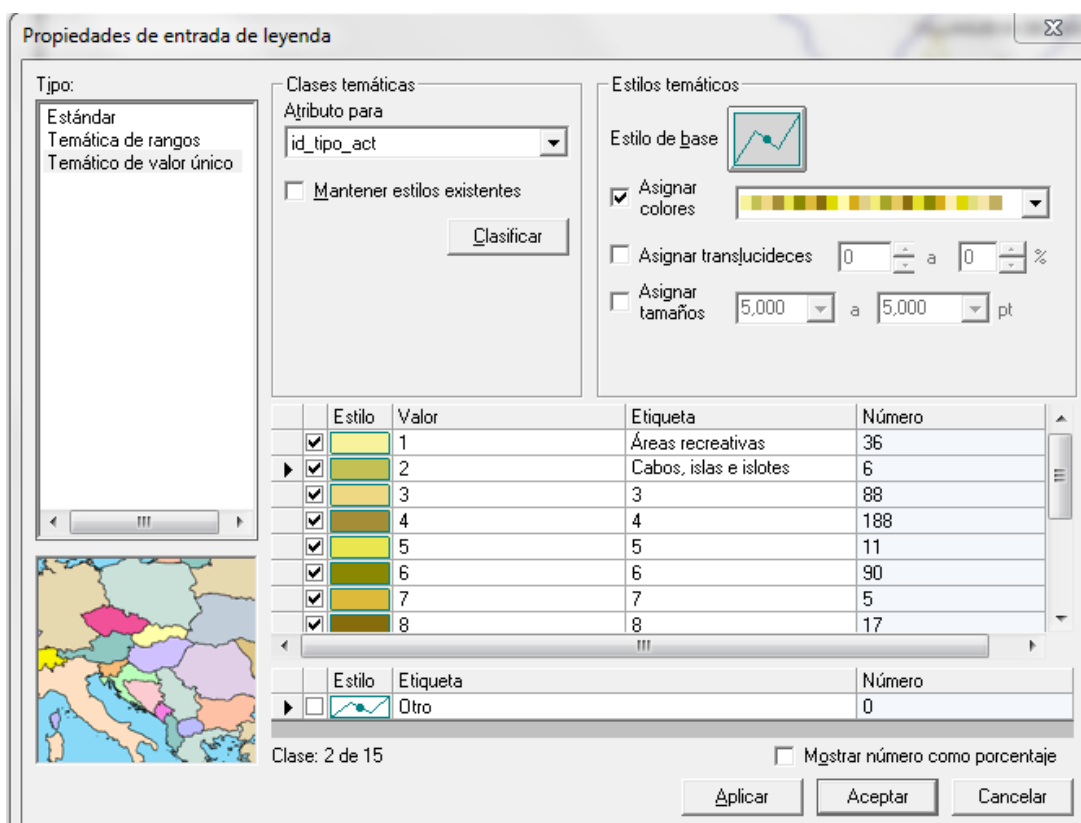 Propiedades de entrada de leyenda
Tipo:
Estándar
Temática de rangos
Temático de valor único
Clases temáticas
Atributo para
id_tipo_act
Mantener estilos existentes
Clasificar
Estilos temáticos
Estilo de base
Asignar
colores
Asignar translucideces 0 a 0 %
Asignar
tamaños 5,000 a 5,000 pt
Estilo Valor Etiqueta Número
1 Áreas recreativas 36
2 Cabos, islas e islotes 6
3 3 88
4 4 188
5 5 11
6 6 90
7 7 5
8 8 17
Estilo Etiqueta Número
Otro 0
Clase: 2 de 15
Mostrar número como porcentaje
Aplicar Aceptar Cancelar